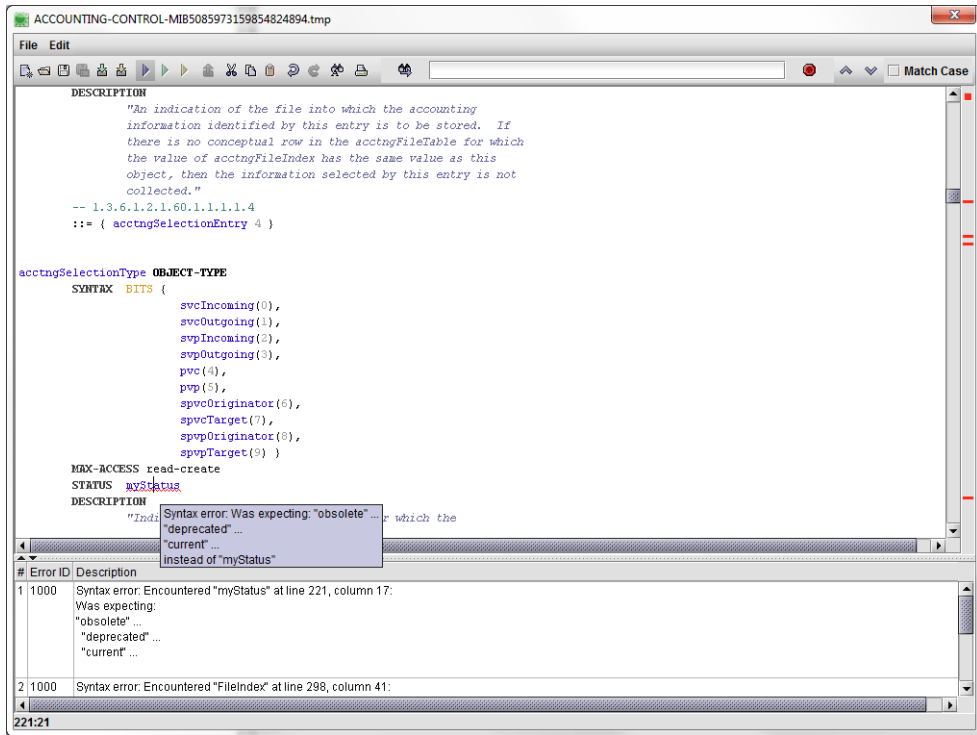 ACCOUNTING-CONTROL-MIB5085973159854824894.tmp
File Edit
Match Case
DESCRIPTION
"An indication of the file into which the accounting
information identified by this entry is to be stored. If
there is no conceptual row in the acctngFileTable for which
the value of acctngFileIndex has the same value as this
object, then the information selected by this entry is not
collected."
-- 1.3.6.1.2.1.60.1.1.1.1.4
::= { acctngSelectionEntry 4 }
acctngSelectionType OBJECT-TYPE
SYNTAX BITS {
svcIncoming(0),
svcOutgoing(1),
svpIncoming(2),
svpOutgoing(3),
pvc(4),
pvp(5),
spvcOriginator(6),
spvcTarget(7),
spvpOriginator(8),
spvpTarget(9) }
MAX-ACCESS read-create
STATUS myStatus
DESCRIPTION
"Indi r which the
Syntax error: Was expecting: "obsolete" ...
"deprecated" ...
"current" ...
instead of "myStatus"
# Error ID Description
1 1000 Syntax error: Encountered "myStatus" at line 221, column 17:
Was expecting:
"obsolete" ...
"deprecated" ...
"current" ...
2 1000 Syntax error: Encountered "FileIndex" at line 298, column 41:
221:21